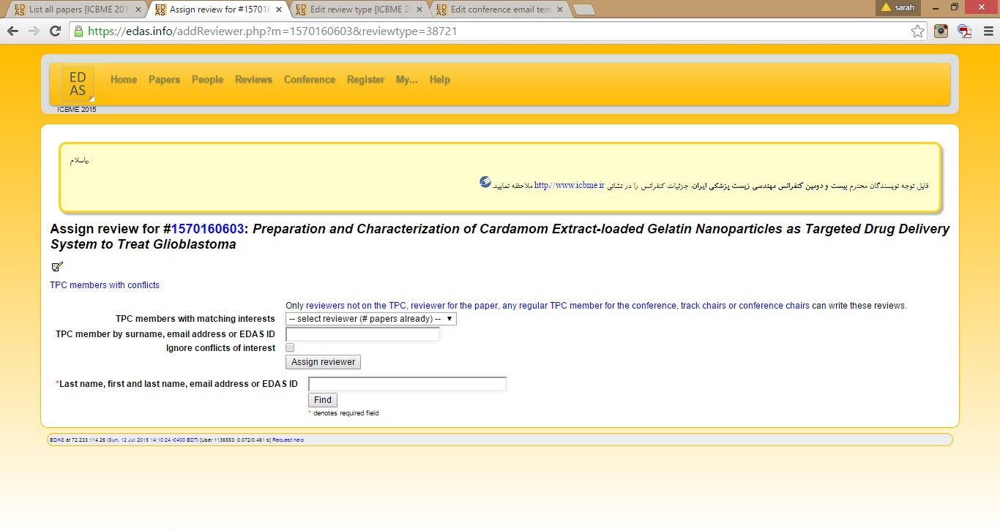 List all papers [ICBME 201
Assign review for #157016
Edit review type [ICBME 2
Edit conference email tem
sarah
https://edas.info/addReviewer.php?m=1570160603&reviewtype=38721
ED
AS
Home Papers People Reviews Conference Register My... Help
ICBME 2015
باسلام،
قابل توجه نویسندگان محترم بیست و دومین کنفرانس مهندسی زیست پزشکی ایران، جزئیات کنفرانس را در نشانی http://www.icbme.ir ملاحظه نمایید.
Assign review for #1570160603: Preparation and Characterization of Cardamom Extract-loaded Gelatin Nanoparticles as Targeted Drug Delivery
System to Treat Glioblastoma
TPC members with conflicts
Only reviewers not on the TPC, reviewer for the paper, any regular TPC member for the conference, track chairs or conference chairs can write these reviews.
TPC members with matching interests -- select reviewer (# papers already) --
TPC member by surname, email address or EDAS ID
Ignore conflicts of interest
Assign reviewer
*Last name, first and last name, email address or EDAS ID
Find
* denotes required field
EDAS at 72.233.114.26 (Sun, 12 Jul 2015 14:10:24 -0400 EDT) [User 1136553: 0.072/0.461 s] Request help